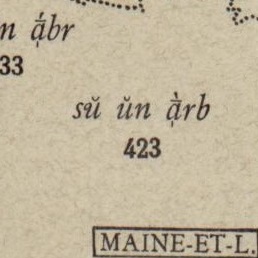 n ạ́br
33
sŭ ŭn ạ̀rb
423
MAINE-ET-L.